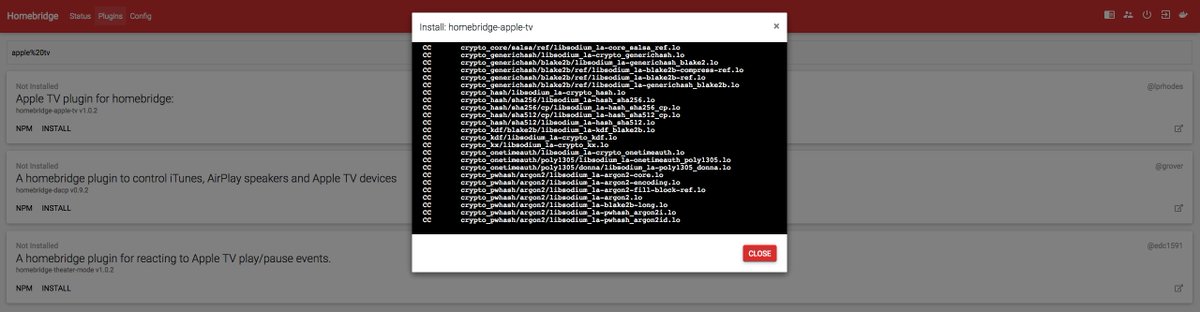 Homebridge Status Plugins Config
apple%20tv
Install: homebridge-apple-tv ×
CC crypto_core/salsa/ref/libsodium_la-core_salsa_ref.lo
CC crypto_generichash/libsodium_la-crypto_generichash.lo
CC crypto_generichash/blake2b/libsodium_la-generichash_blake2.lo
CC crypto_generichash/blake2b/ref/libsodium_la-blake2b-compress-ref.lo
CC crypto_generichash/blake2b/ref/libsodium_la-blake2b-ref.lo
CC crypto_generichash/blake2b/ref/libsodium_la-generichash_blake2b.lo
CC crypto_hash/libsodium_la-crypto_hash.lo
CC crypto_hash/sha256/libsodium_la-hash_sha256.lo
CC crypto_hash/sha256/cp/libsodium_la-hash_sha256_cp.lo
CC crypto_hash/sha512/cp/libsodium_la-hash_sha512_cp.lo
CC crypto_hash/sha512/libsodium_la-hash_sha512.lo
CC crypto_kdf/blake2b/libsodium_la-kdf_blake2b.lo
CC crypto_kdf/libsodium_la-crypto_kdf.lo
CC crypto_kx/libsodium_la-crypto_kx.lo
CC crypto_onetimeauth/libsodium_la-crypto_onetimeauth.lo
CC crypto_onetimeauth/poly1305/libsodium_la-onetimeauth_poly1305.lo
CC crypto_onetimeauth/poly1305/donna/libsodium_la-poly1305_donna.lo
CC crypto_pwhash/argon2/libsodium_la-argon2-core.lo
CC crypto_pwhash/argon2/libsodium_la-argon2-encoding.lo
CC crypto_pwhash/argon2/libsodium_la-argon2-fill-block-ref.lo
CC crypto_pwhash/argon2/libsodium_la-argon2.lo
CC crypto_pwhash/argon2/libsodium_la-blake2b-long.lo
CC crypto_pwhash/argon2/libsodium_la-pwhash_argon2i.lo
CC crypto_pwhash/argon2/libsodium_la-pwhash_argon2id.lo
CLOSE
Not Installed @lprhodes
Apple TV plugin for homebridge:
homebridge-apple-tv v1.0.2
NPM INSTALL
Not Installed @grover
A homebridge plugin to control iTunes, AirPlay speakers and Apple TV devices
homebridge-dacp v0.9.2
NPM INSTALL
Not Installed @edc1591
A homebridge plugin for reacting to Apple TV play/pause events.
homebridge-theater-mode v1.0.2
NPM INSTALL